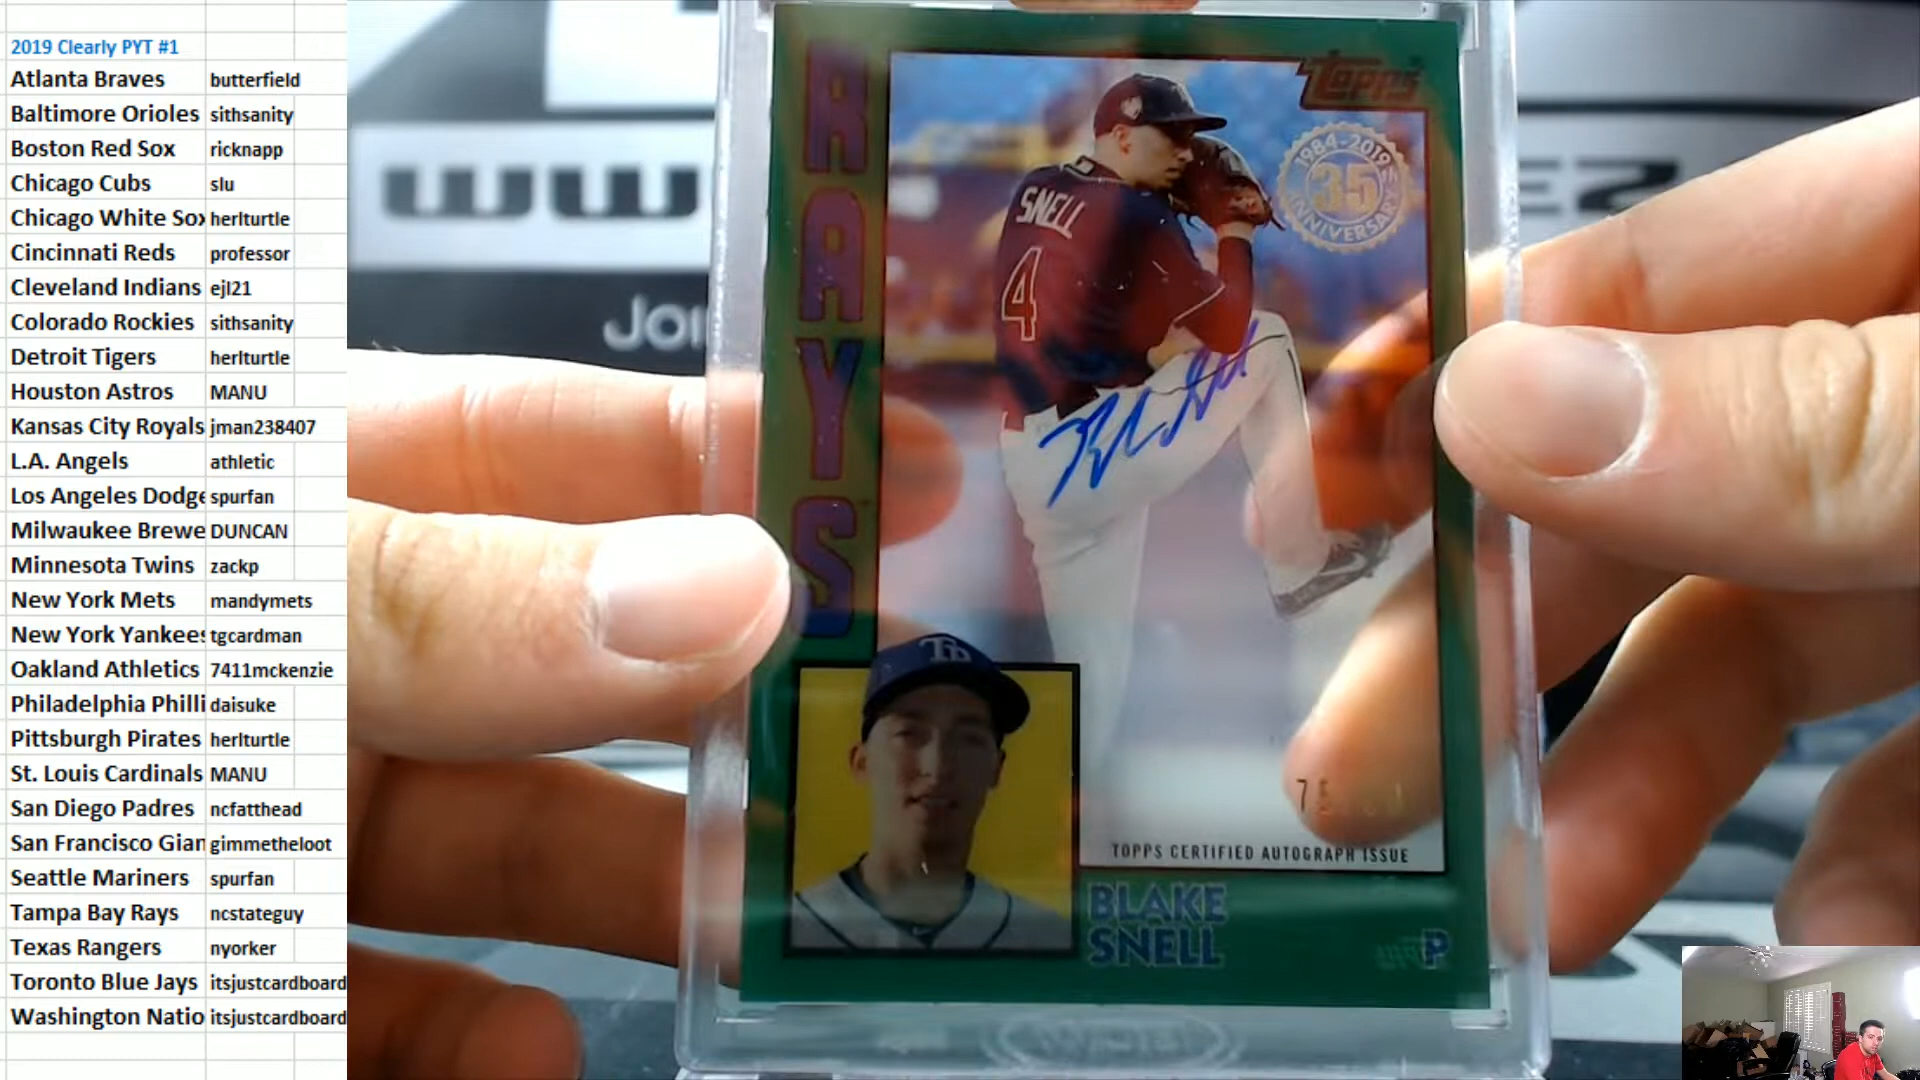 2019 Clearly PYT #1
Atlanta Braves butterfield
Baltimore Orioles sithsanity
Boston Red Sox ricknapp
Chicago Cubs slu
Chicago White Sox herlturtle
Cincinnati Reds professor
Cleveland Indians ejl21
Colorado Rockies sithsanity
Detroit Tigers herlturtle
Houston Astros MANU
Kansas City Royals jman238407
L.A. Angels athletic
Los Angeles Dodge spurfan
Milwaukee Brewe DUNCAN
Minnesota Twins zackp
New York Mets mandymets
New York Yankees tgcardman
Oakland Athletics 7411mckenzie
Philadelphia Philli daisuke
Pittsburgh Pirates herlturtle
St. Louis Cardinals MANU
San Diego Padres ncfatthead
San Francisco Gian gimmetheloot
Seattle Mariners spurfan
Tampa Bay Rays ncstateguy
Texas Rangers nyorker
Toronto Blue Jays itsjustcardboard
Washington Natio itsjustcardboard
RAYS
Topps
1984-2019
35th
ANNIVERSARY
SNELL
4
TB
TOPPS CERTIFIED AUTOGRAPH ISSUE
BLAKE
SNELL
P